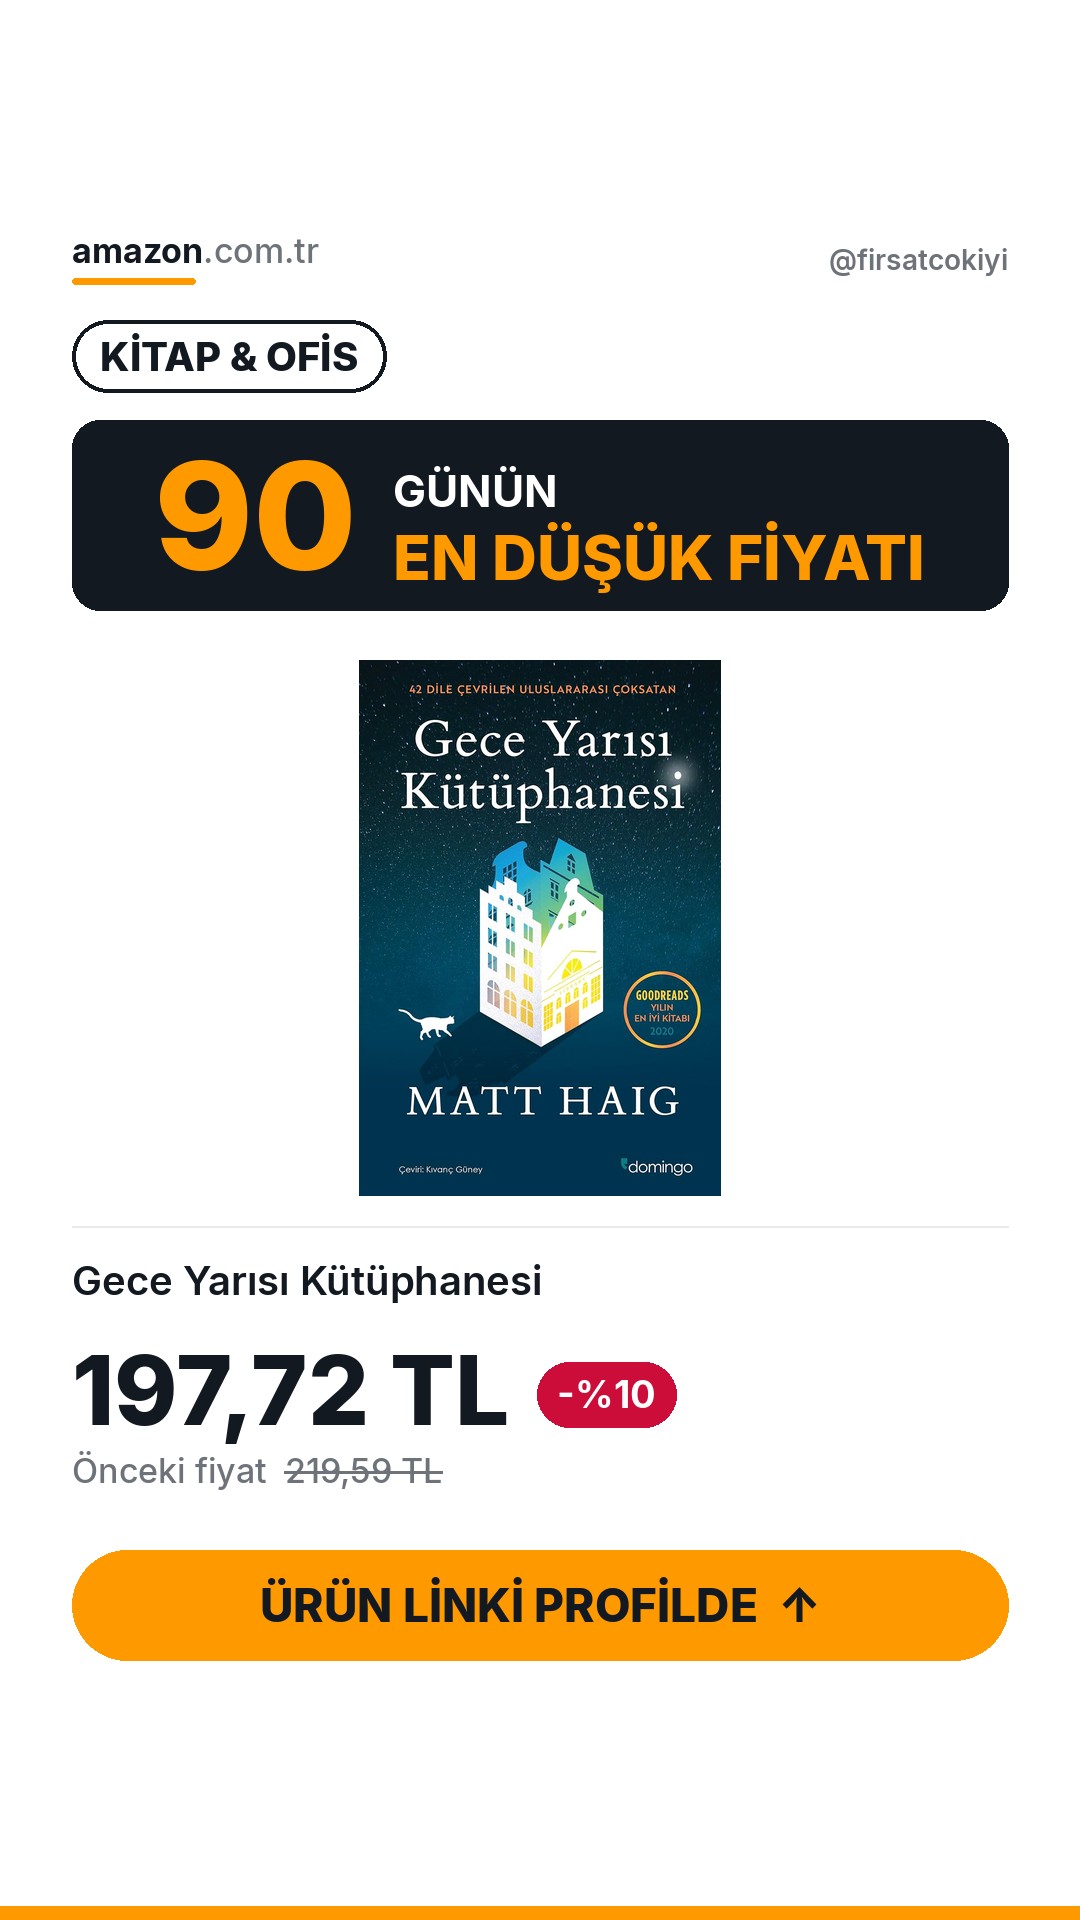 amazon.com.tr
@firsatcokiyi
KİTAP & OFİS
90 GÜNÜN
EN DÜŞÜK FİYATI
42 DİLE ÇEVRİLEN ULUSLARARASI ÇOKSATAN
Gece Yarısı
Kütüphanesi
GOODREADS
YILIN
EN İYİ KİTABI
2020
MATT HAIG
Çeviri: Kıvanç Güney
domingo
Gece Yarısı Kütüphanesi
197,72 TL -%10
Önceki fiyat 219,59 TL
ÜRÜN LİNKİ PROFİLDE ↑